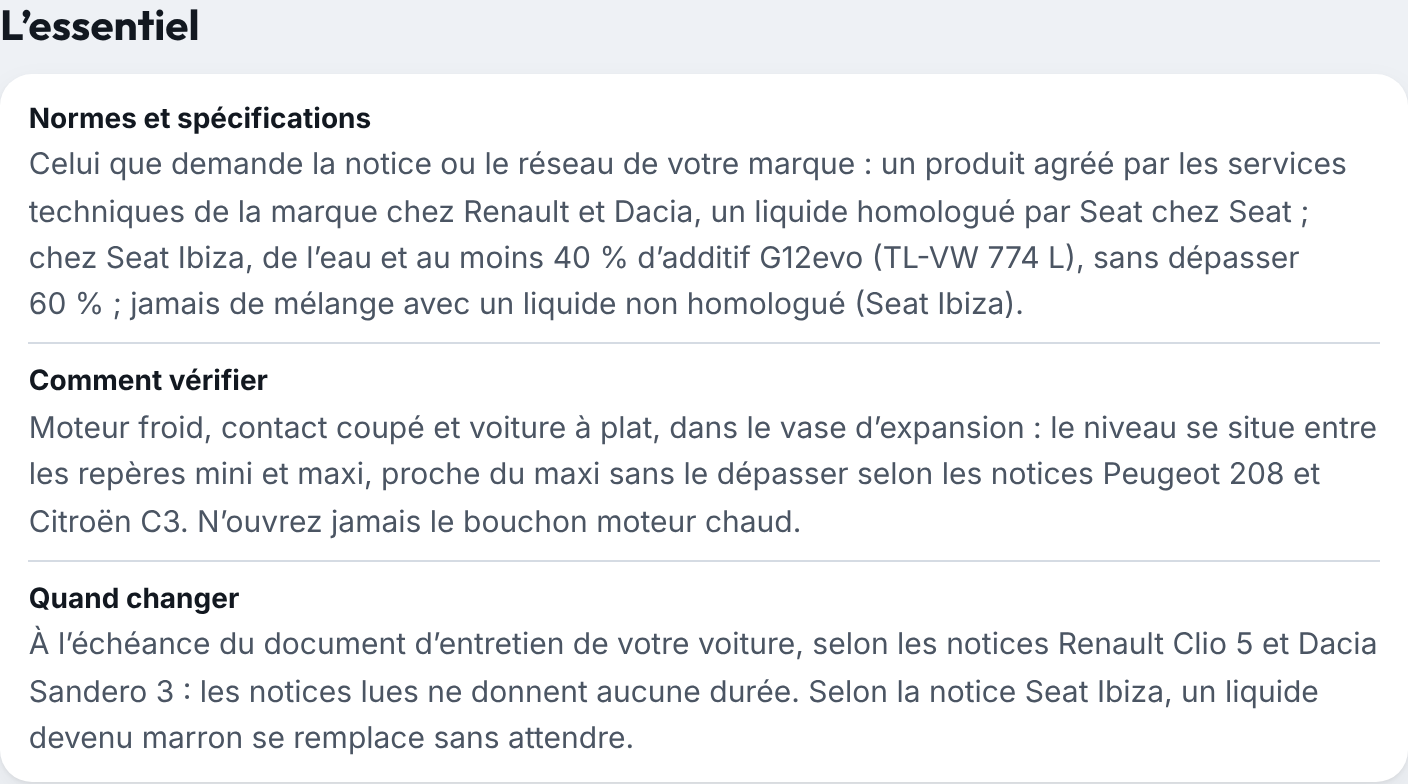 L’essentiel
Normes et spécifications
Celui que demande la notice ou le réseau de votre marque : un produit agréé par les services
techniques de la marque chez Renault et Dacia, un liquide homologué par Seat chez Seat ;
chez Seat Ibiza, de l’eau et au moins 40 % d’additif G12evo (TL-VW 774 L), sans dépasser
60 % ; jamais de mélange avec un liquide non homologué (Seat Ibiza).
Comment vérifier
Moteur froid, contact coupé et voiture à plat, dans le vase d’expansion : le niveau se situe entre
les repères mini et maxi, proche du maxi sans le dépasser selon les notices Peugeot 208 et
Citroën C3. N’ouvrez jamais le bouchon moteur chaud.
Quand changer
À l’échéance du document d’entretien de votre voiture, selon les notices Renault Clio 5 et Dacia
Sandero 3 : les notices lues ne donnent aucune durée. Selon la notice Seat Ibiza, un liquide
devenu marron se remplace sans attendre.